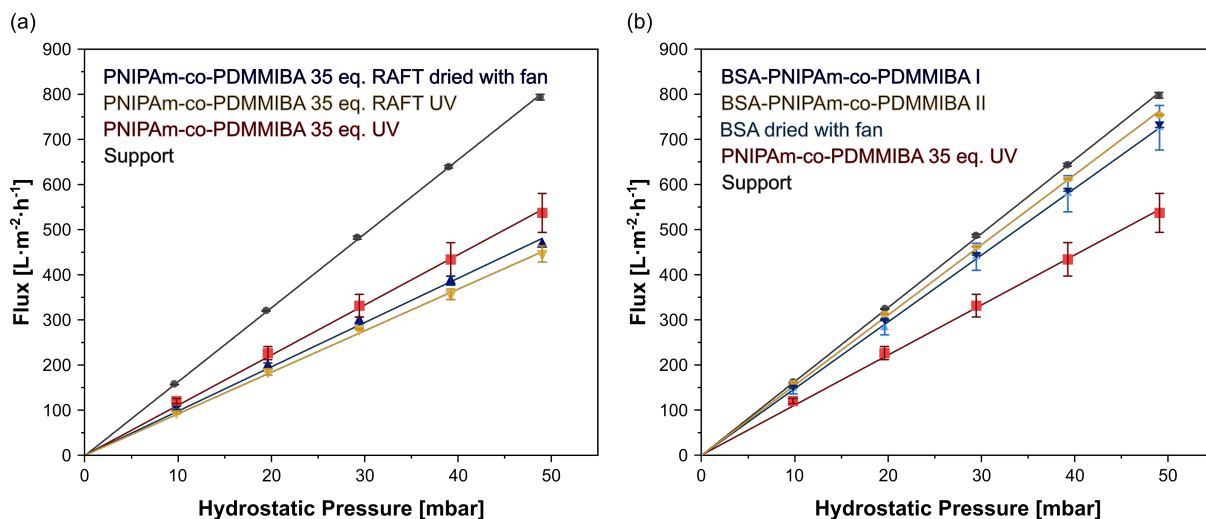 (a)
PNIPAm-co-PDMMIBA 35 eq. RAFT dried with fan
PNIPAm-co-PDMMIBA 35 eq. RAFT UV
PNIPAm-co-PDMMIBA 35 eq. UV
Support
900
800
700
600
500
400
300
200
100
0
Flux [L·m-2·h-1]
0 10 20 30 40 50
Hydrostatic Pressure [mbar]
(b)
BSA-PNIPAm-co-PDMMIBA I
BSA-PNIPAm-co-PDMMIBA II
BSA dried with fan
PNIPAm-co-PDMMIBA 35 eq. UV
Support
900
800
700
600
500
400
300
200
100
0
Flux [L·m-2·h-1]
0 10 20 30 40 50
Hydrostatic Pressure [mbar]